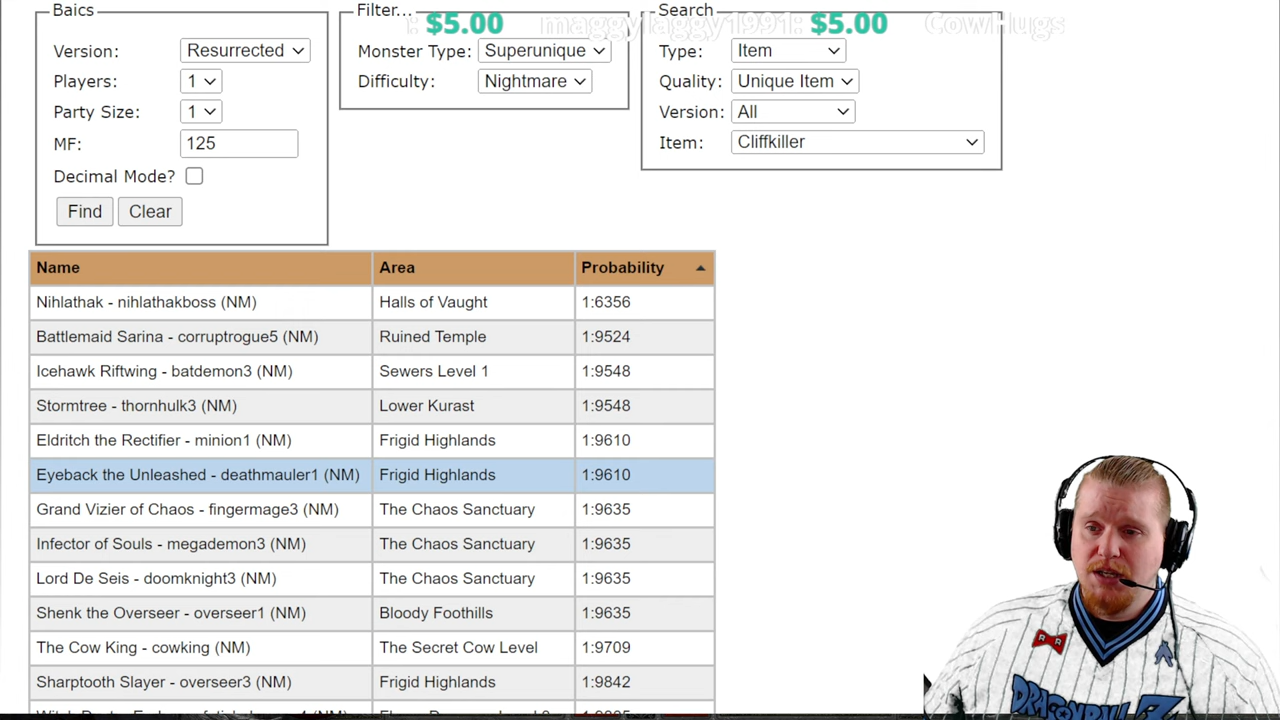 Baics
Filter...
Search
: $5.00 maggylaggy1991: $5.00 CowHugs
Version: Resurrected
Monster Type: Superunique
Type: Item
Players: 1
Difficulty: Nightmare
Quality: Unique Item
Party Size: 1
Version: All
MF: 125
Item: Cliffkiller
Decimal Mode?
Find Clear
Name Area Probability
Nihlathak - nihlathakboss (NM) Halls of Vaught 1:6356
Battlemaid Sarina - corruptrogue5 (NM) Ruined Temple 1:9524
Icehawk Riftwing - batdemon3 (NM) Sewers Level 1 1:9548
Stormtree - thornhulk3 (NM) Lower Kurast 1:9548
Eldritch the Rectifier - minion1 (NM) Frigid Highlands 1:9610
Eyeback the Unleashed - deathmauler1 (NM) Frigid Highlands 1:9610
Grand Vizier of Chaos - fingermage3 (NM) The Chaos Sanctuary 1:9635
Infector of Souls - megademon3 (NM) The Chaos Sanctuary 1:9635
Lord De Seis - doomknight3 (NM) The Chaos Sanctuary 1:9635
Shenk the Overseer - overseer1 (NM) Bloody Foothills 1:9635
The Cow King - cowking (NM) The Secret Cow Level 1:9709
Sharptooth Slayer - overseer3 (NM) Frigid Highlands 1:9842
DRAGONBALL Z